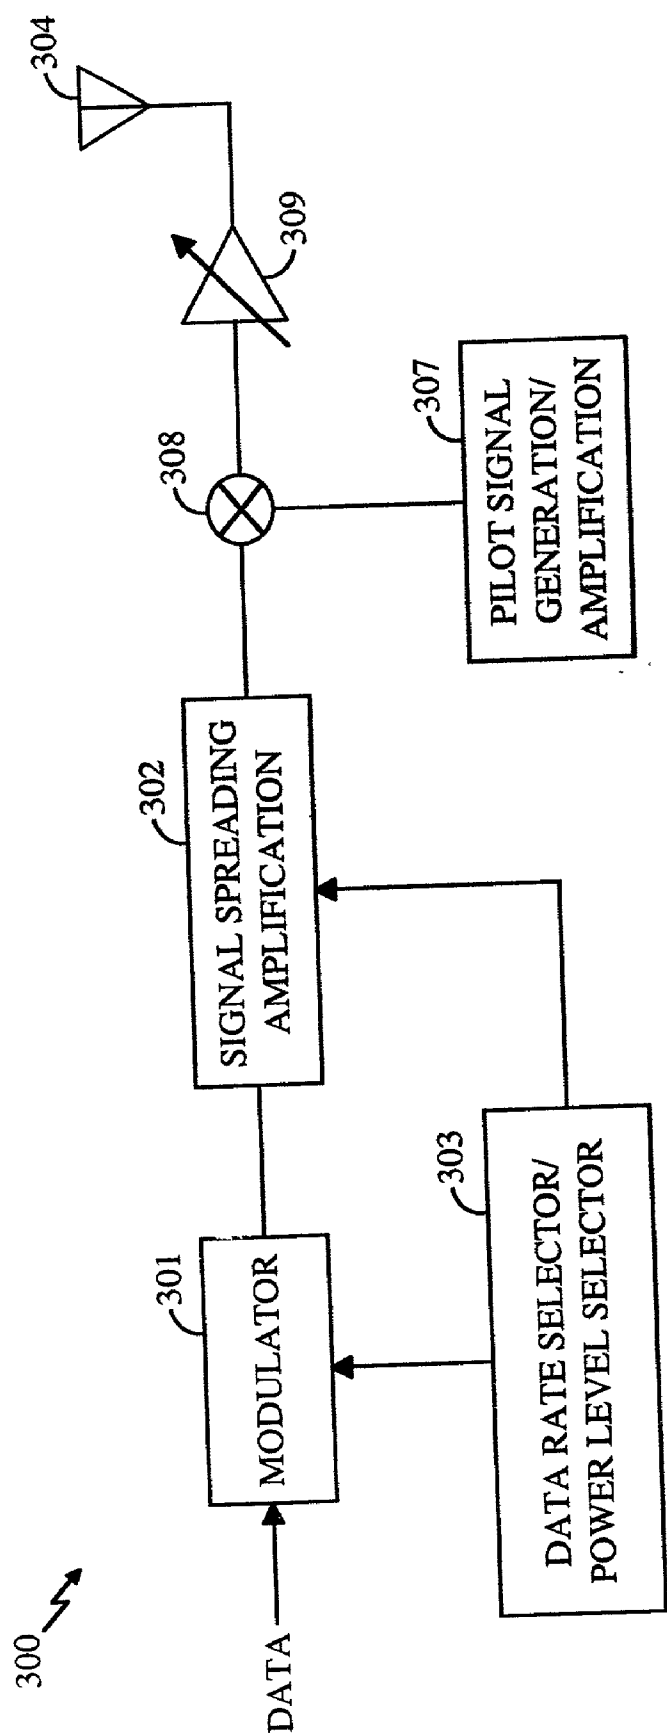 300
DATA
301
MODULATOR
302
SIGNAL SPREADING
AMPLIFICATION
303
DATA RATE SELECTOR/
POWER LEVEL SELECTOR
308
307
PILOT SIGNAL
GENERATION/
AMPLIFICATION
309
304